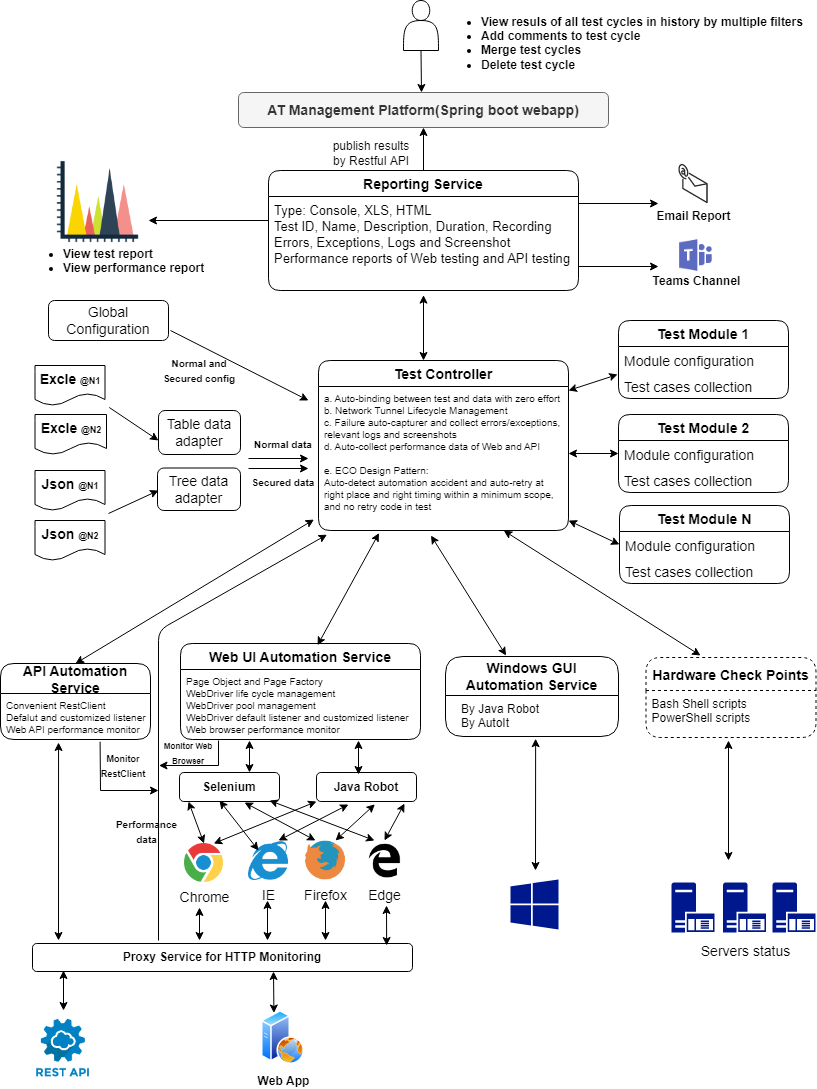 View resuls of all test cycles in history by multiple filters
Add comments to test cycle
Merge test cycles
Delete test cycle
AT Management Platform(Spring boot webapp)
publish results
by Restful API
Reporting Service
Type: Console, XLS, HTML
Test ID, Name, Description, Duration, Recording
Errors, Exceptions, Logs and Screenshot
Performance reports of Web testing and API testing
View test report
View performance report
Email Report
T
Teams Channel
Global
Configuration
Normal and
Secured config
Excle @N1
Excle @N2
Json @N1
Json @N2
Table data
adapter
Tree data
adapter
Normal data
Secured data
Test Controller
a. Auto-binding between test and data with zero effort
b. Network Tunnel Lifecycle Management
c. Failure auto-capturer and collect errors/exceptions,
relevant logs and screenshots
d. Auto-collect performance data of Web and API
e. ECO Design Pattern:
Auto-detect automation accident and auto-retry at
right place and right timing within a minimum scope,
and no retry code in test
Test Module 1
Module configuration
Test cases collection
Test Module 2
Module configuration
Test cases collection
Test Module N
Module configuration
Test cases collection
API Automation
Service
Convenient RestClient
Defalut and customized listener
Web API performance monitor
Web UI Automation Service
Page Object and Page Factory
WebDriver life cycle management
WebDriver pool management
WebDriver default listener and customized listener
Web browser performance monitor
Windows GUI
Automation Service
By Java Robot
By AutoIt
Hardware Check Points
Bash Shell scripts
PowerShell scripts
Monitor
RestClient
Monitor Web
Browser
Selenium
Java Robot
Performance
data
Chrome
IE
Firefox
Edge
Servers status
Proxy Service for HTTP Monitoring
REST API
Web App